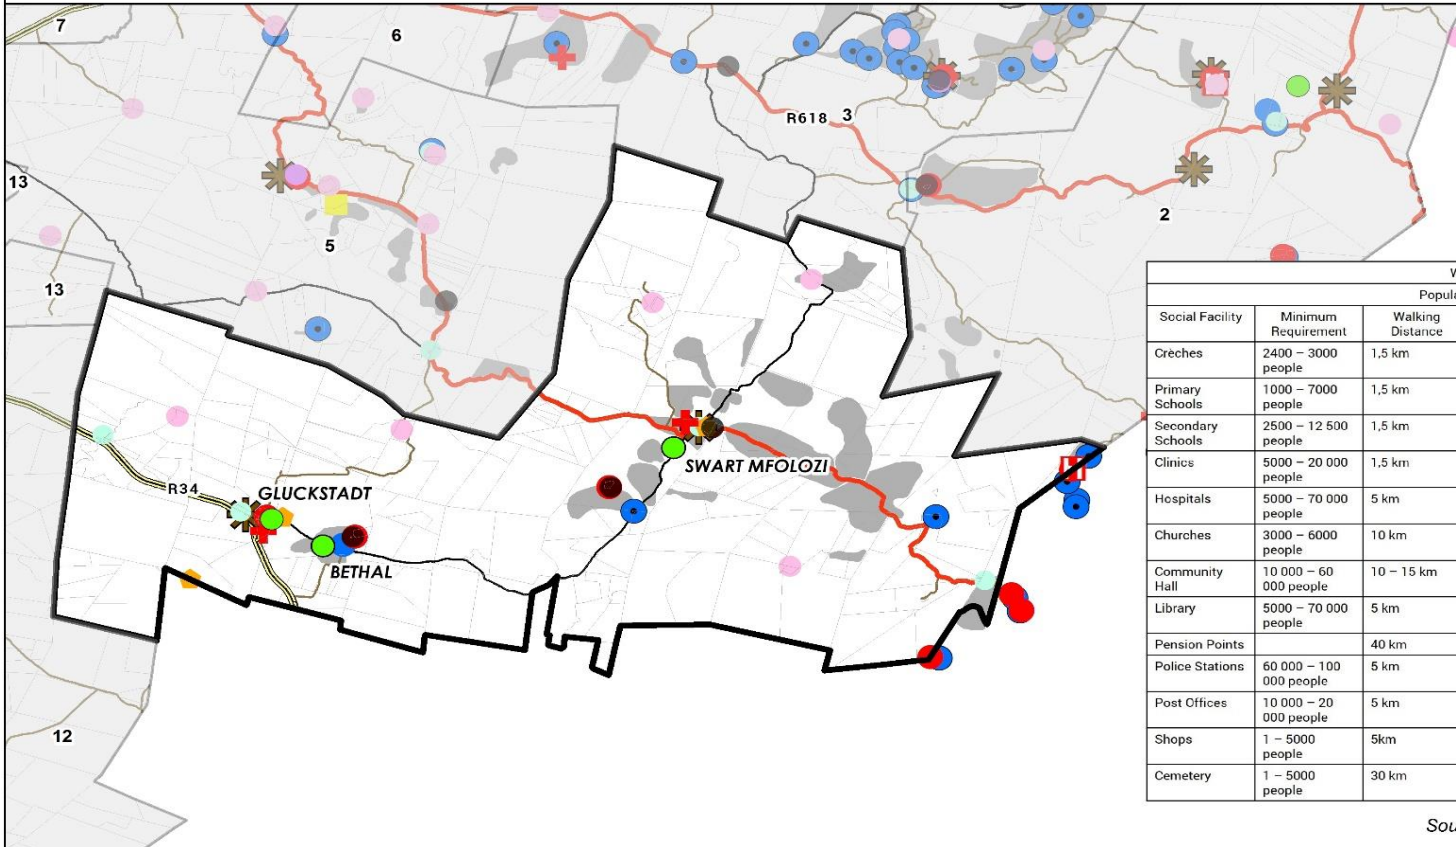 7
6
R618
3
13
2
5
13
W
Popula
Social Facility
Minimum
Requirement
Walking
Distance
Crèches
2400 – 3000
people
1,5 km
Primary
Schools
1000 – 7000
people
1,5 km
Secondary
Schools
2500 – 12 500
people
1,5 km
Clinics
5000 – 20 000
people
1,5 km
Hospitals
5000 – 70 000
people
5 km
Churches
3000 – 6000
people
10 km
Community
Hall
10 000 – 60
000 people
10 – 15 km
Library
5000 – 70 000
people
5 km
Pension Points
40 km
Police Stations
60 000 – 100
000 people
5 km
Post Offices
10 000 – 20
000 people
5 km
Shops
1 – 5000
people
5km
Cemetery
1 – 5000
people
30 km
SWART MFOLOZI
R34
GLUCKSTADT
BETHAL
12
Sou